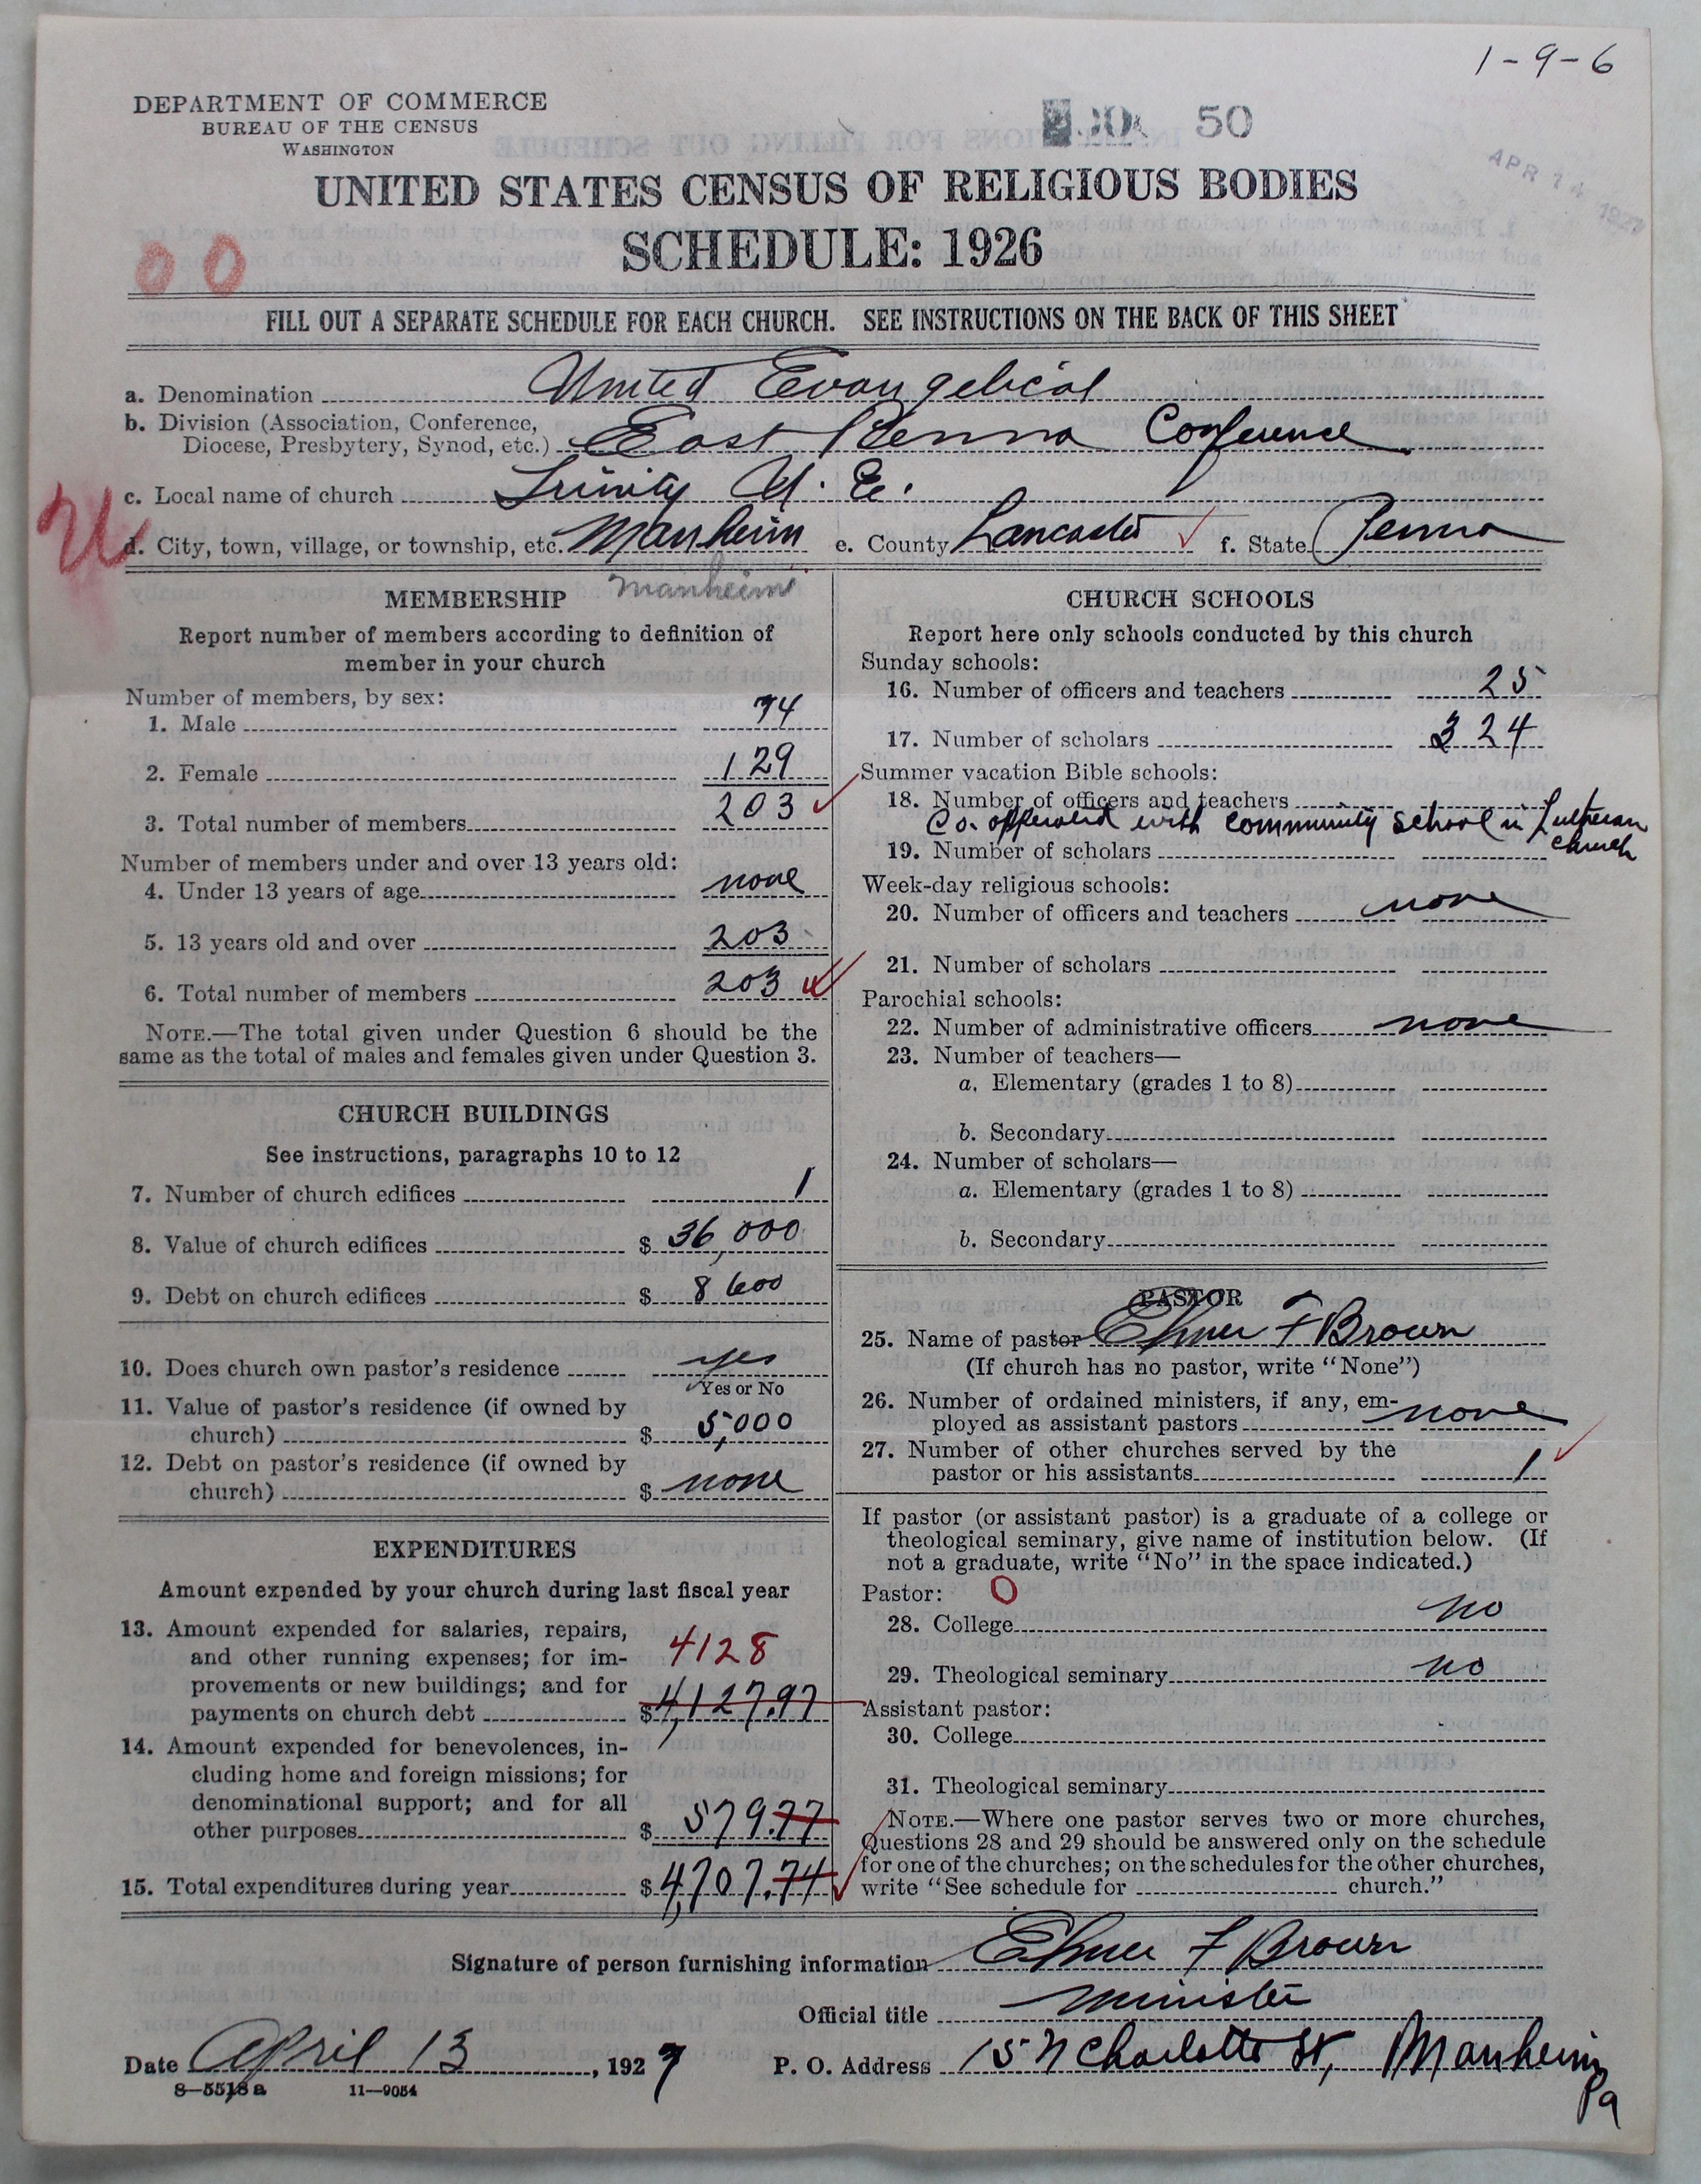 1-9-6
DEPARTMENT OF COMMERCE
BUREAU OF THE CENSUS
WASHINGTON
50
APR 14 1927
UNITED STATES CENSUS OF RELIGIOUS BODIES
SCHEDULE: 1926
00
FILL OUT A SEPARATE SCHEDULE FOR EACH CHURCH. SEE INSTRUCTIONS ON THE BACK OF THIS SHEET
a. Denomination United Evangelical
b. Division (Association, Conference,
Diocese, Presbytery, Synod, etc.) East Penna Conference
c. Local name of church Trinity U. E.
U
d. City, town, village, or township, etc. Manheim e. County Lancaster f. State Penna
Manheim
MEMBERSHIP
Report number of members according to definition of
member in your church
Number of members, by sex:
1. Male 74
2. Female 129
3. Total number of members 203
Number of members under and over 13 years old:
4. Under 13 years of age none
5. 13 years old and over 203
6. Total number of members 203
NOTE.—The total given under Question 6 should be the
same as the total of males and females given under Question 3.
CHURCH BUILDINGS
See instructions, paragraphs 10 to 12
7. Number of church edifices 1
8. Value of church edifices $ 36,000
9. Debt on church edifices $ 8600
10. Does church own pastor's residence yes
Yes or No
11. Value of pastor's residence (if owned by
church) $ 5,000
12. Debt on pastor's residence (if owned by
church) $ none
EXPENDITURES
Amount expended by your church during last fiscal year
13. Amount expended for salaries, repairs,
and other running expenses; for im- 4128
provements or new buildings; and for
payments on church debt $ 4,127.97
14. Amount expended for benevolences, in-
cluding home and foreign missions; for
denominational support; and for all
other purposes $ 579.77
15. Total expenditures during year $ 4,707.74
CHURCH SCHOOLS
Report here only schools conducted by this church
Sunday schools:
16. Number of officers and teachers 25
17. Number of scholars 324
Summer vacation Bible schools:
18. Number of officers and teachers
Co. opperated with community school in Lutheran
church
19. Number of scholars
Week-day religious schools:
20. Number of officers and teachers none
21. Number of scholars
Parochial schools:
22. Number of administrative officers none
23. Number of teachers—
a. Elementary (grades 1 to 8)
b. Secondary
24. Number of scholars—
a. Elementary (grades 1 to 8)
b. Secondary
PASTOR
25. Name of pastor Elmer F Brown
(If church has no pastor, write "None")
26. Number of ordained ministers, if any, em-
ployed as assistant pastors none
27. Number of other churches served by the
pastor or his assistants 1
If pastor (or assistant pastor) is a graduate of a college or
theological seminary, give name of institution below. (If
not a graduate, write "No" in the space indicated.)
Pastor: O
28. College no
29. Theological seminary no
Assistant pastor:
30. College
31. Theological seminary
NOTE.—Where one pastor serves two or more churches,
Questions 28 and 29 should be answered only on the schedule
for one of the churches; on the schedules for the other churches,
write "See schedule for church."
Signature of person furnishing information Elmer F Brown
Official title minister
Date April 13, 1927 P. O. Address 15 N Charlotte St, Manheim
Pa
8-5518a 11-9054